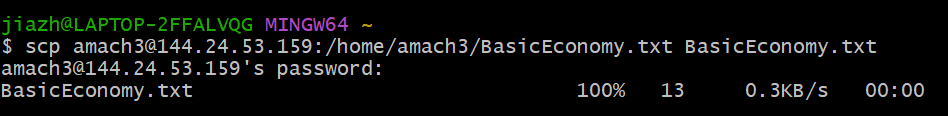 jiazh@LAPTOP-2FFALVQG MINGW64 ~
$ scp amach3@144.24.53.159:/home/amach3/BasicEconomy.txt BasicEconomy.txt
amach3@144.24.53.159's password:
BasicEconomy.txt 100% 13 0.3KB/s 00:00